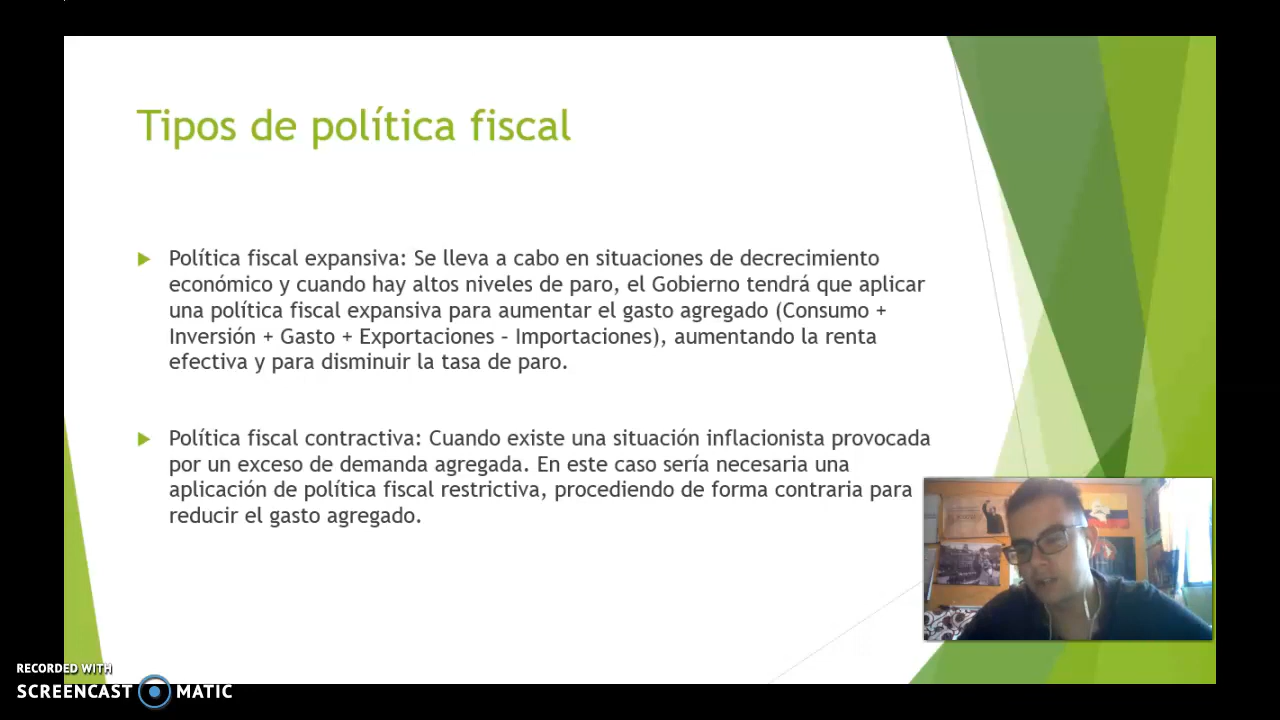 Tipos de política fiscal
Política fiscal expansiva: Se lleva a cabo en situaciones de decrecimiento
económico y cuando hay altos niveles de paro, el Gobierno tendrá que aplicar
una política fiscal expansiva para aumentar el gasto agregado (Consumo +
Inversión + Gasto + Exportaciones - Importaciones), aumentando la renta
efectiva y para disminuir la tasa de paro.
Política fiscal contractiva: Cuando existe una situación inflacionista provocada
por un exceso de demanda agregada. En este caso sería necesaria una
aplicación de política fiscal restrictiva, procediendo de forma contraria para
reducir el gasto agregado.
RECORDED WITH
SCREENCAST MATIC